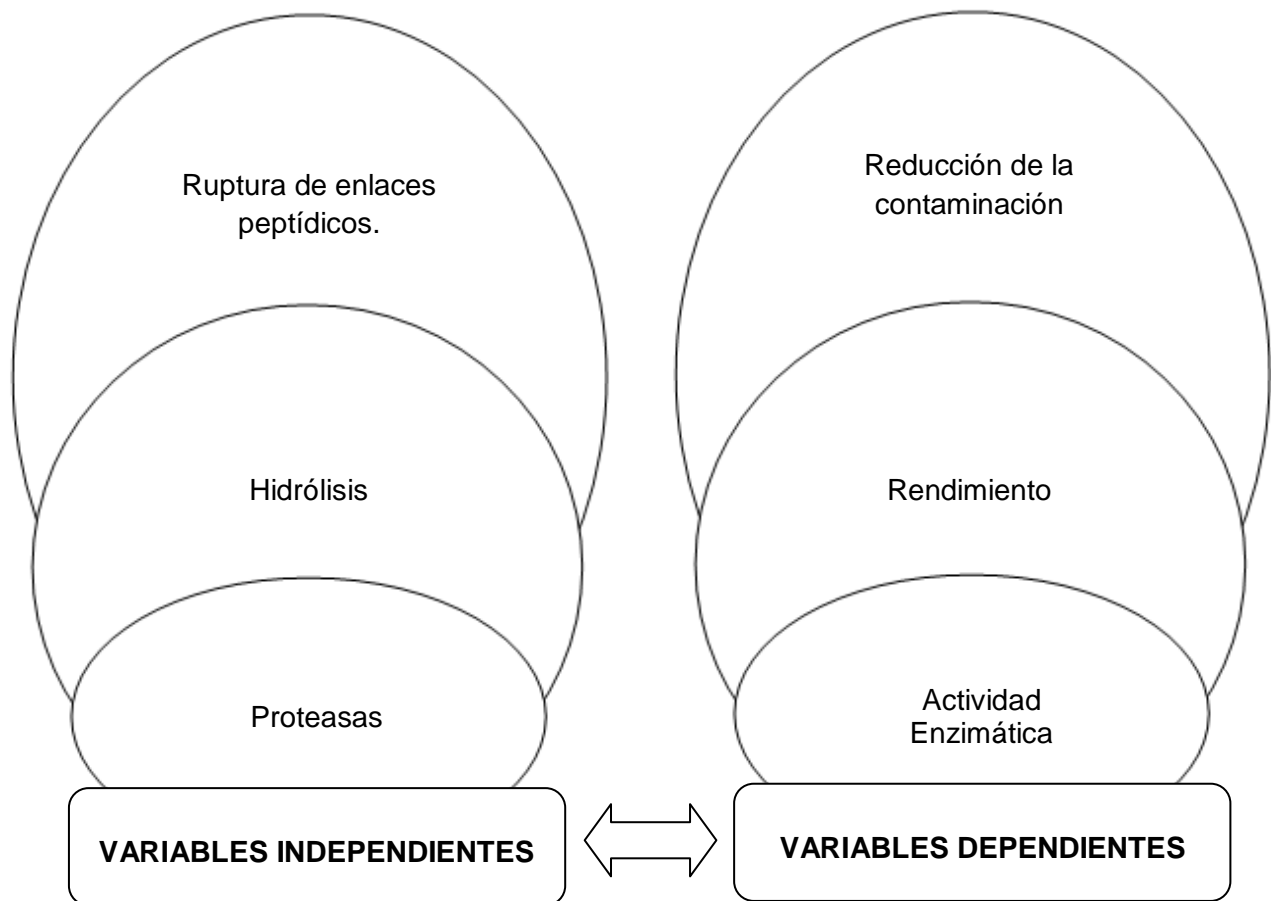 Ruptura de enlaces
peptídicos.
Hidrólisis
Proteasas
VARIABLES INDEPENDIENTES
Reducción de la
contaminación
Rendimiento
Actividad
Enzimática
VARIABLES DEPENDIENTES